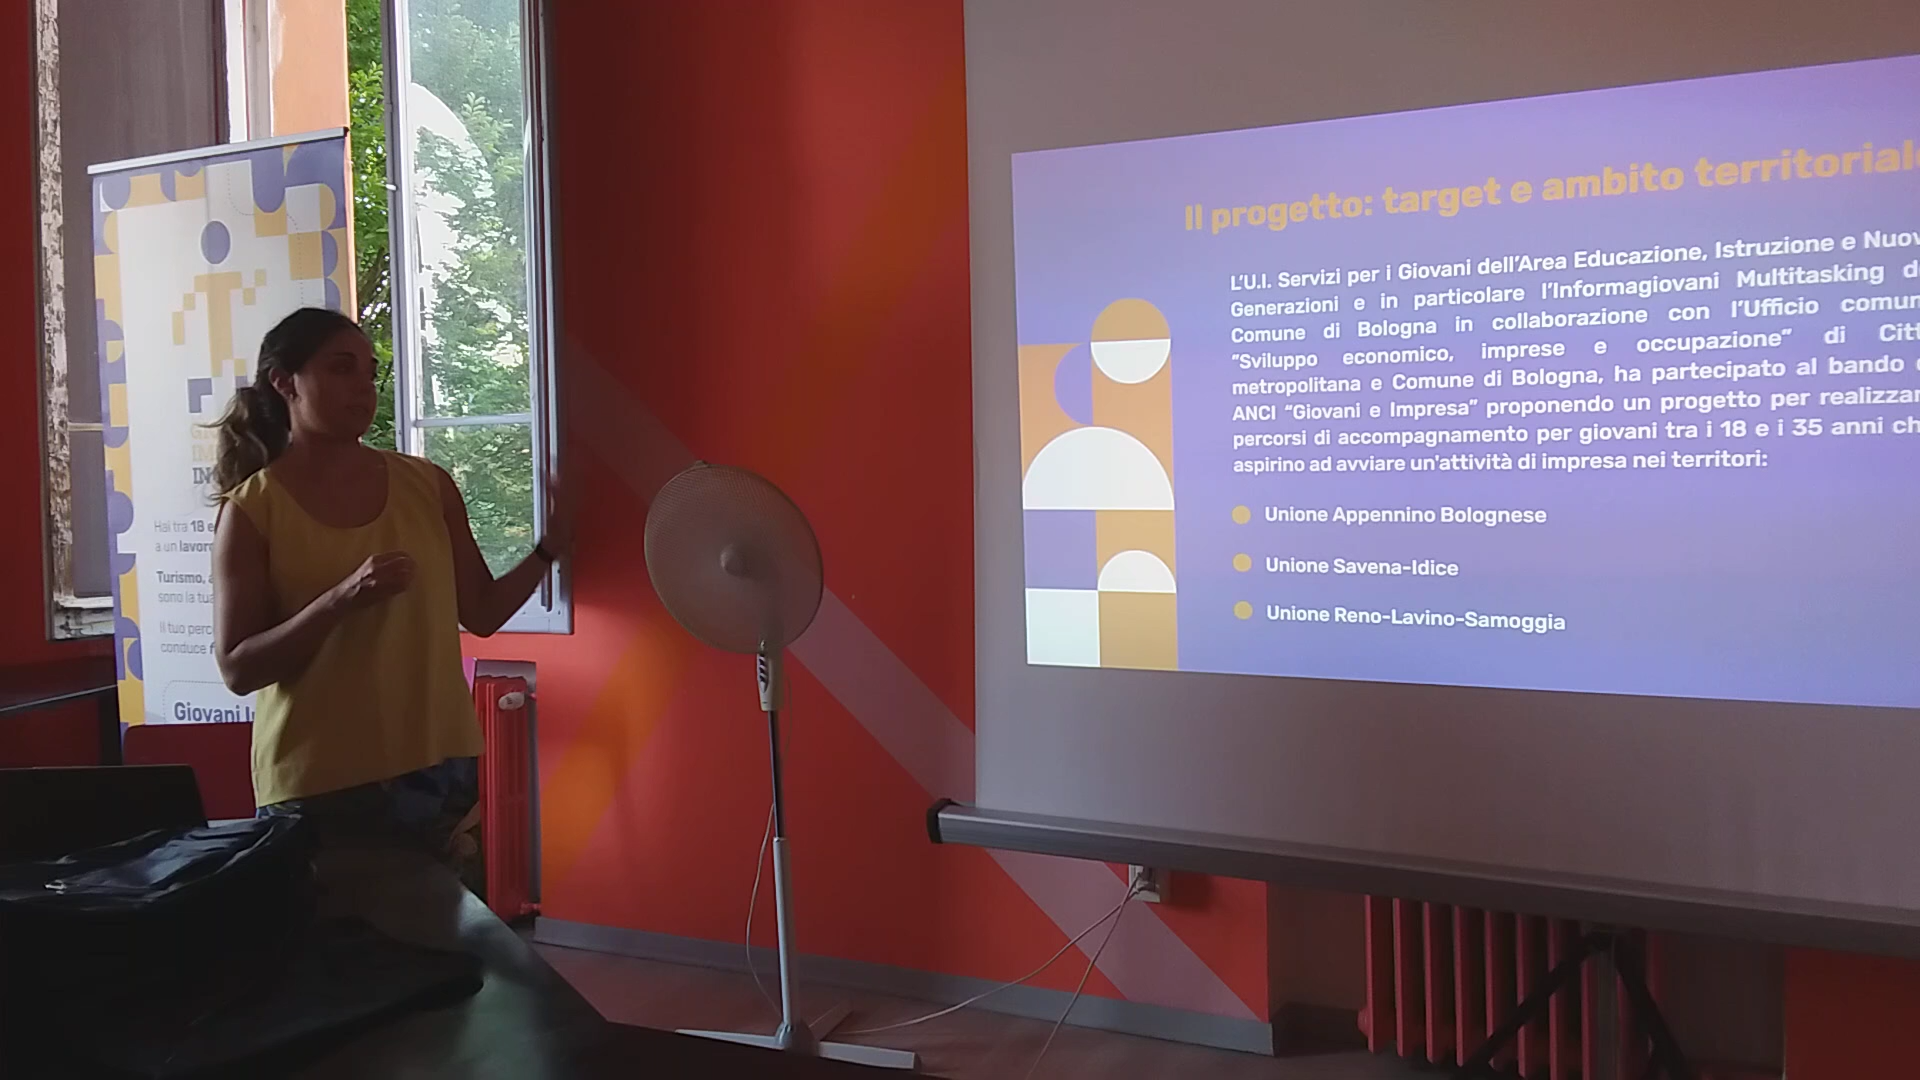 Il progetto: target e ambito territoriale
L'U.I. Servizi per i Giovani dell'Area Educazione, Istruzione e Nuov
Generazioni e in particolare l'Informagiovani Multitasking d
Comune di Bologna in collaborazione con l'Ufficio comun
"Sviluppo economico, imprese e occupazione" di Citt
metropolitana e Comune di Bologna, ha partecipato al bando
ANCI "Giovani e Impresa" proponendo un progetto per realizzar
percorsi di accompagnamento per giovani tra i 18 e i 35 anni ch
aspirino ad avviare un'attività di impresa nei territori:
Unione Appennino Bolognese
Unione Savena-Idice
Unione Reno-Lavino-Samoggia
Hai tra 18 e
a un lavoro
Turismo,
sono la tua
Il tuo perc
conduce
Giovani